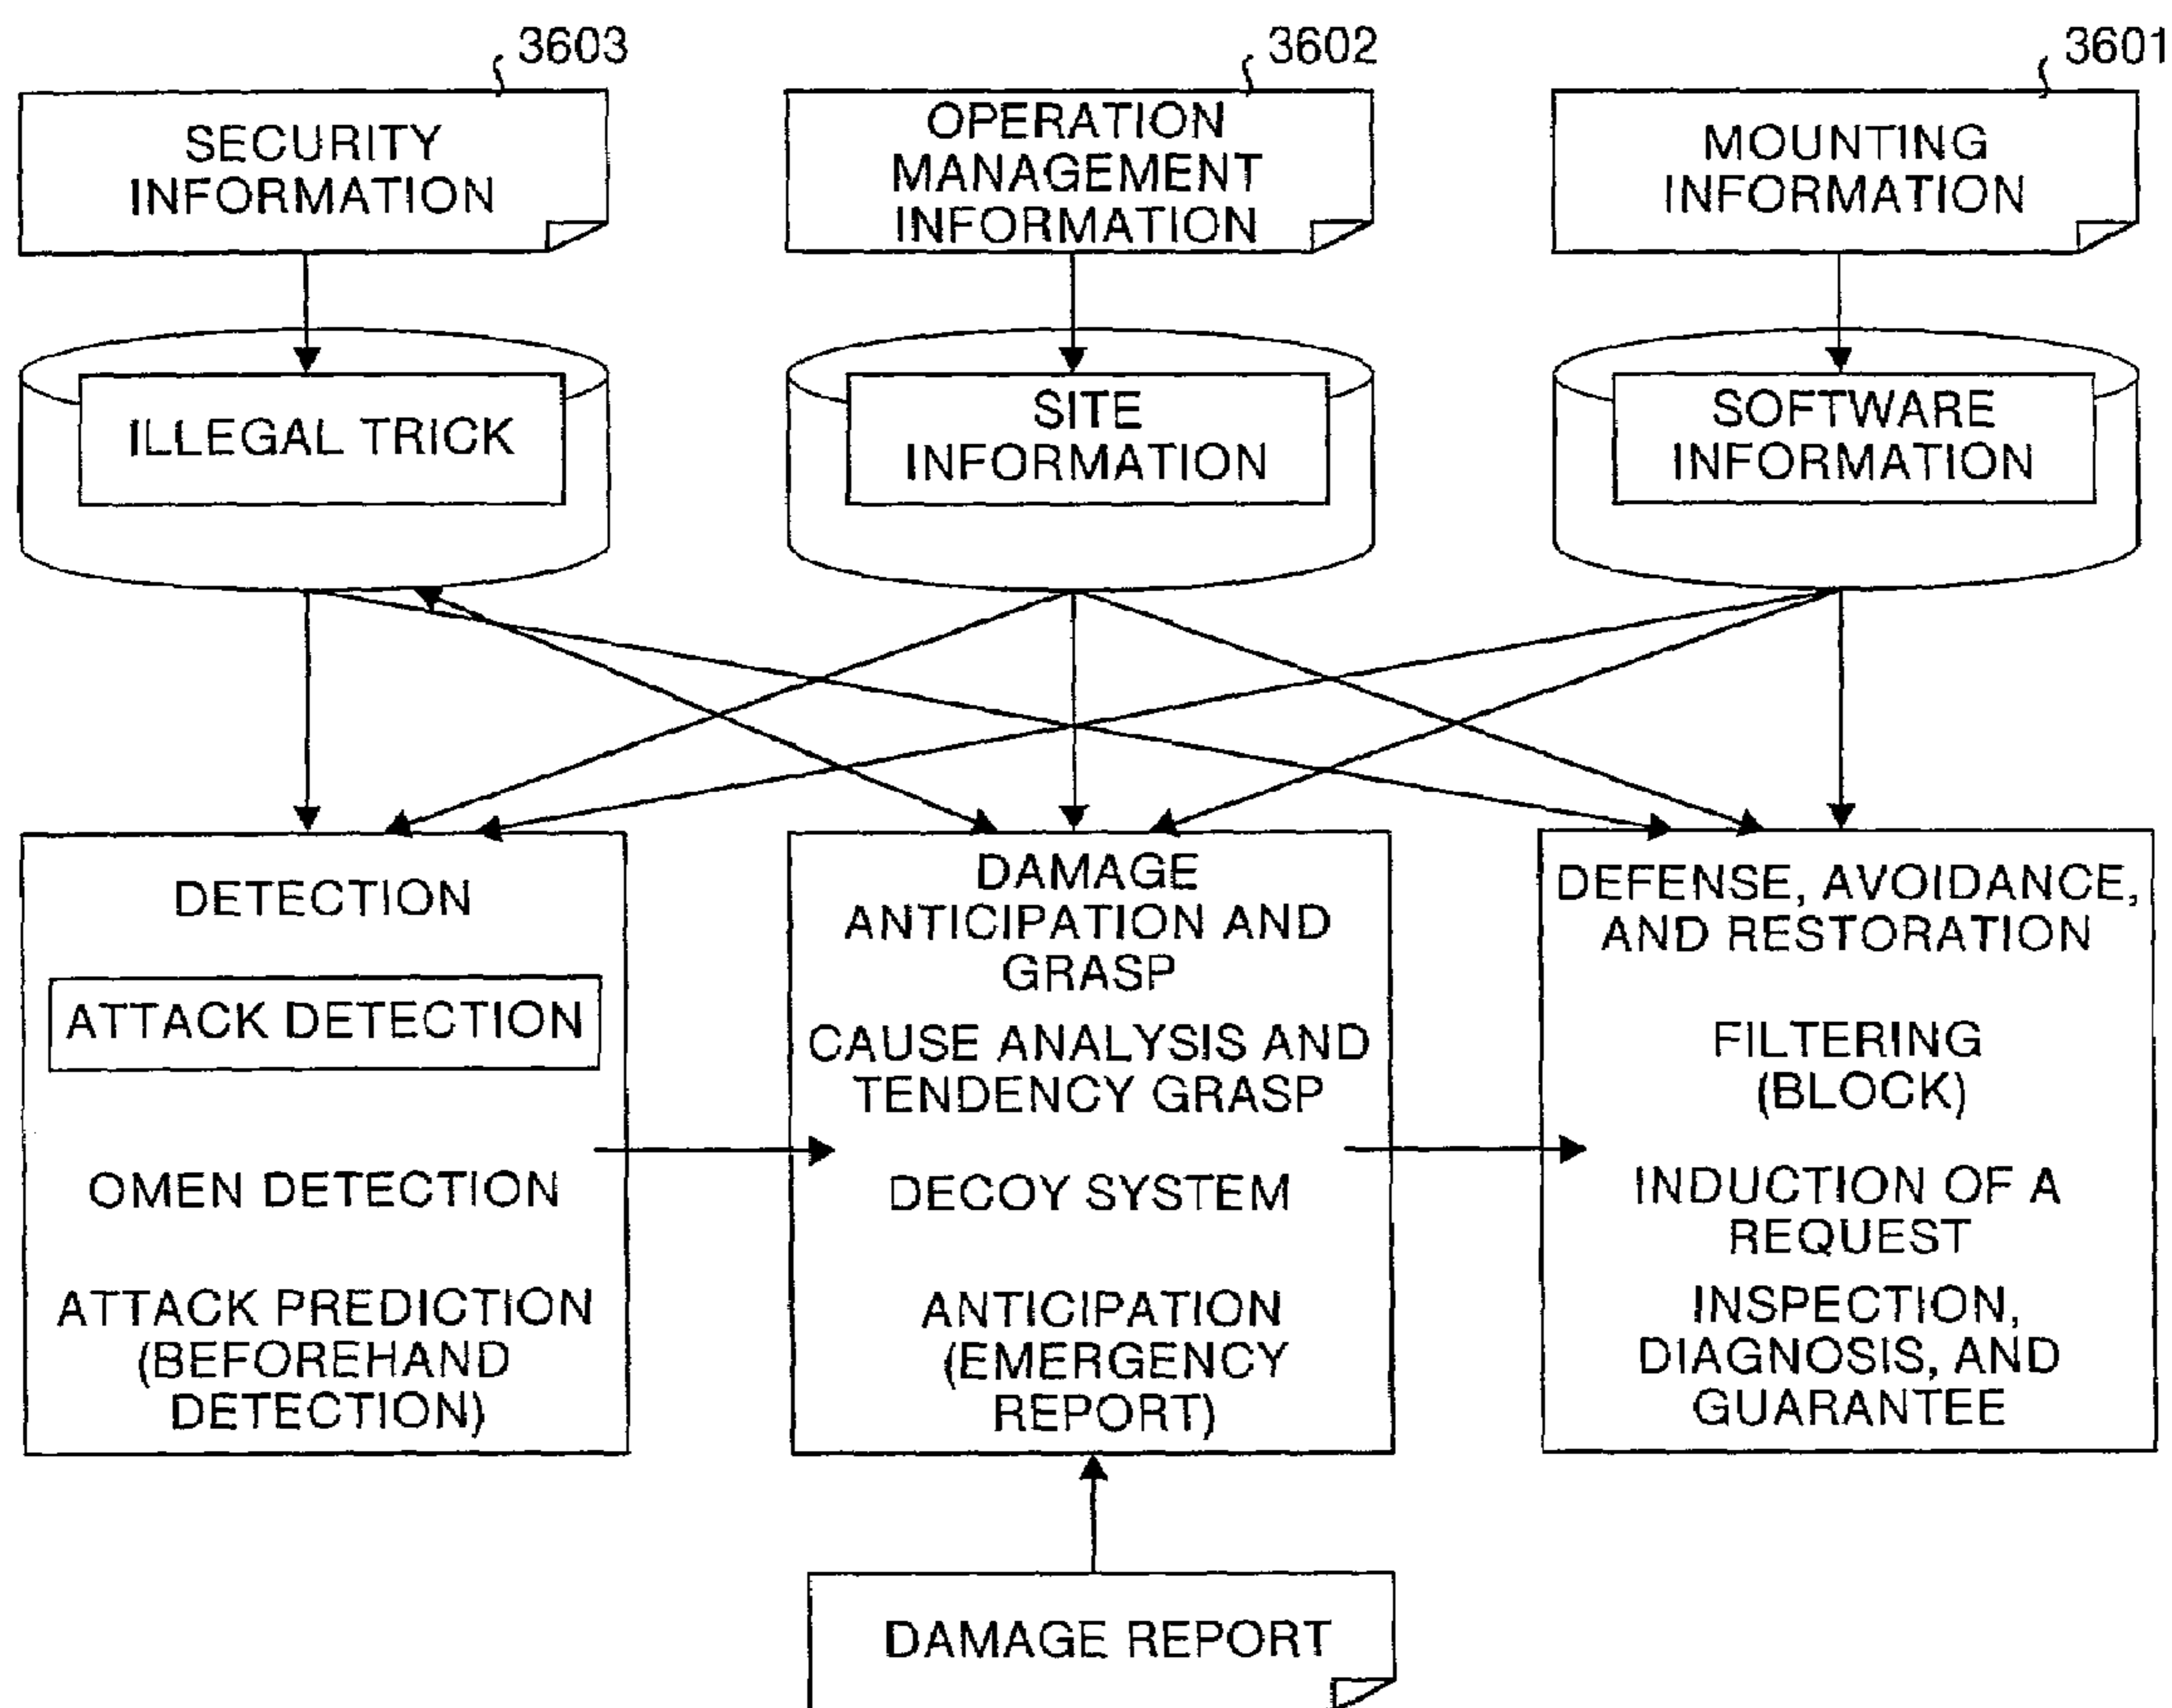 3603
3602
3601
SECURITY
INFORMATION
OPERATION
MANAGEMENT
INFORMATION
MOUNTING
INFORMATION
ILLEGAL TRICK
SITE
INFORMATION
SOFTWARE
INFORMATION
DETECTION
ATTACK DETECTION
OMEN DETECTION
ATTACK PREDICTION
(BEFOREHAND
DETECTION)
DAMAGE
ANTICIPATION AND
GRASP
CAUSE ANALYSIS AND
TENDENCY GRASP
DECOY SYSTEM
ANTICIPATION
(EMERGENCY
REPORT)
DEFENSE, AVOIDANCE,
AND RESTORATION
FILTERING
(BLOCK)
INDUCTION OF A
REQUEST
INSPECTION,
DIAGNOSIS, AND
GUARANTEE
DAMAGE REPORT